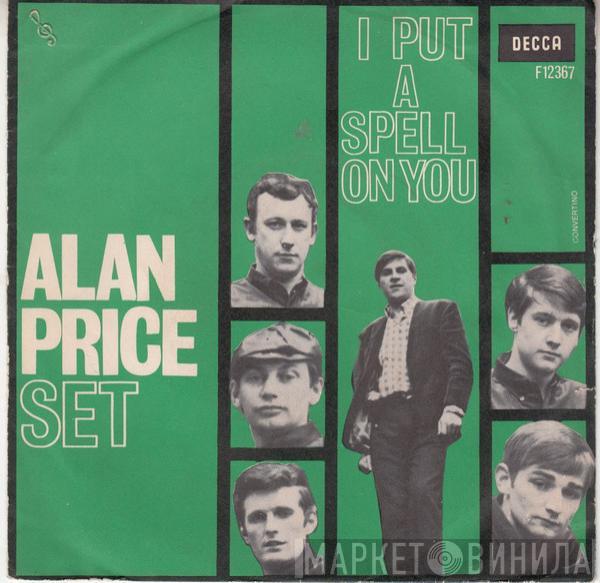 I PUT
A
SPELL
ON YOU
DECCA
F12367
CONVERTINO
ALAN
PRICE
SET
МАРКЕТ ВИНИЛА